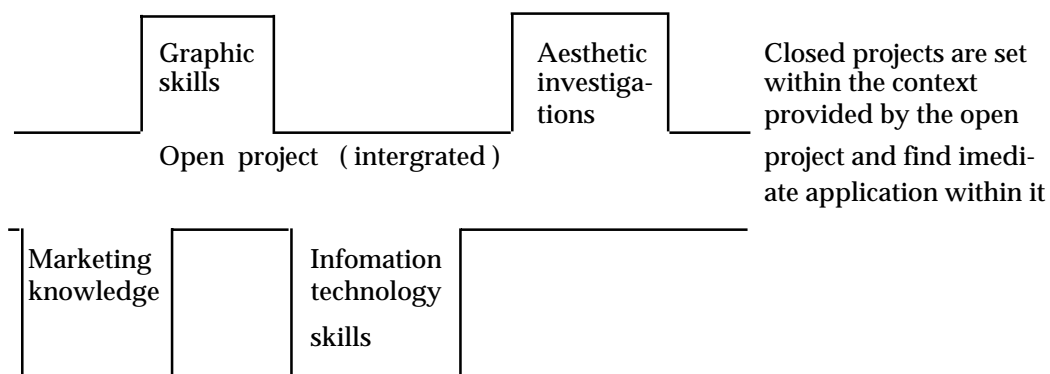 Graphic
skills
Aesthetic
investiga-
tions
Closed projects are set
within the context
provided by the open
project and find imedi-
ate application within it
Open project ( intergrated )
Marketing
knowledge
Infomation
technology
skills